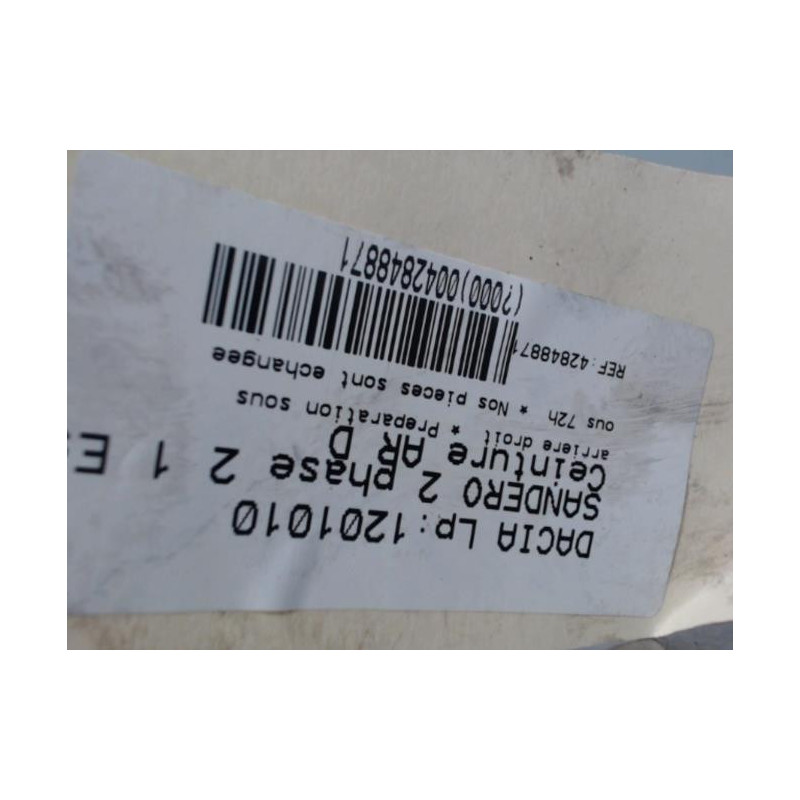 DACIA Lp:1201010
SANDERO 2 phase 2 1 E
Ceinture AR D
arriere droit * Preparation sous
ous 72h * Nos pieces sont echangee
REF:42848871
(?000)0042848871